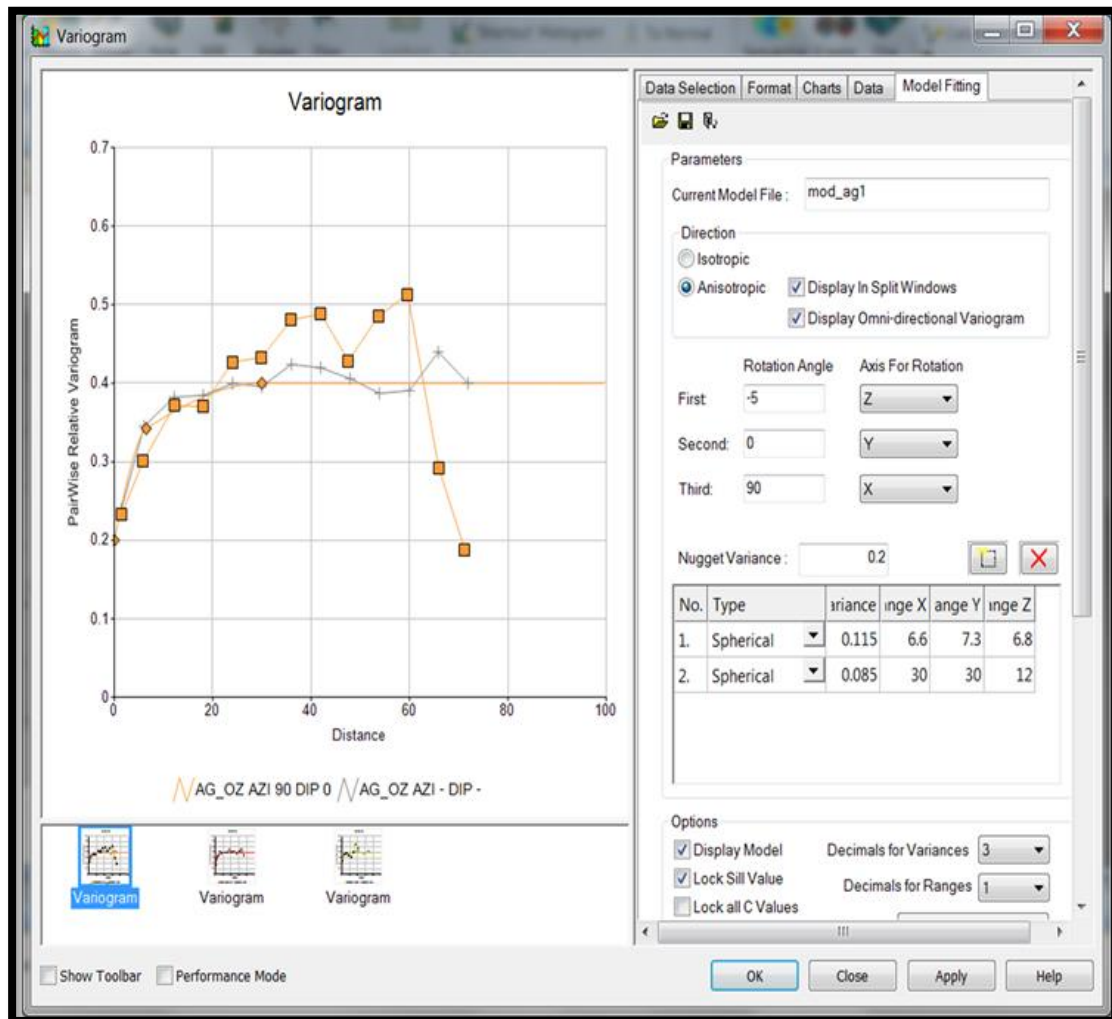 Variogram
Variogram
0.7
0.6
0.5
0.4
0.3
0.2
0.1
0
PairWise Relative Variogram
0 20 40 60 80 100
Distance
AG_OZ AZI 90 DIP 0 AG_OZ AZI - DIP -
Variogram Variogram Variogram
Data Selection Format Charts Data Model Fitting
Parameters
Current Model File : mod_ag1
Direction
Isotropic
Anisotropic Display In Split Windows
Display Omni-directional Variogram
Rotation Angle Axis For Rotation
First: -5 Z
Second: 0 Y
Third: 90 X
Nugget Variance : 0.2
No. Type ariance nge X ange Y nge Z
1. Spherical 0.115 6.6 7.3 6.8
2. Spherical 0.085 30 30 12
Options
Display Model Decimals for Variances 3
Lock Sill Value Decimals for Ranges 1
Lock all C Values
Show Toolbar Performance Mode OK Close Apply Help